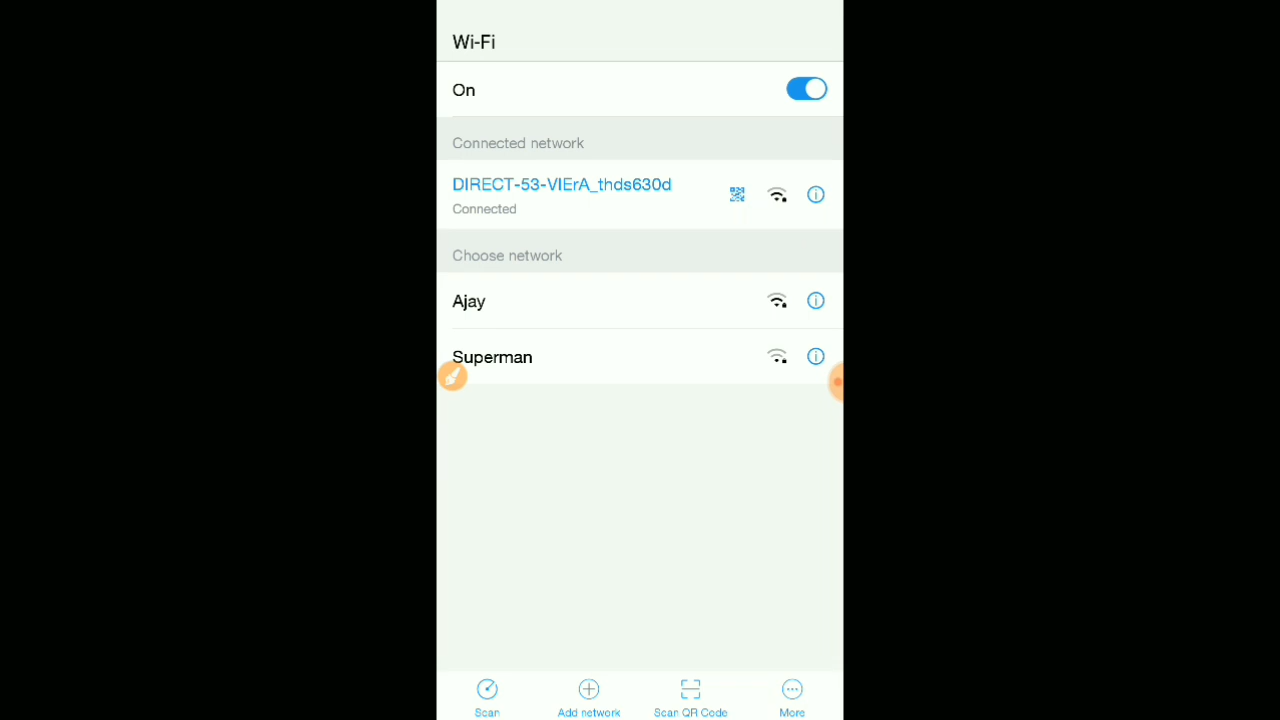 Wi-Fi
On
Connected network
DIRECT-53-VIErA_thds630d
Connected
Choose network
Ajay
Superman
Scan
Add network
Scan QR Code
More